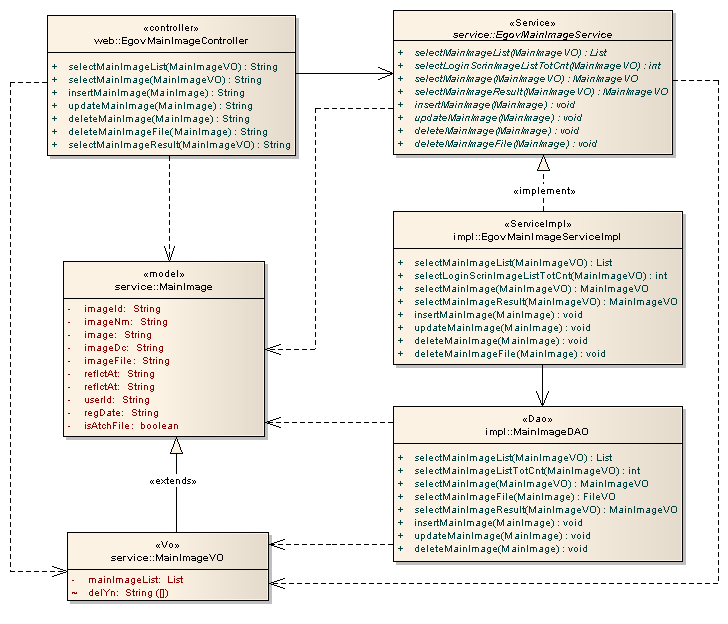 «controller»
web::EgovMainImageController
+ selectMainImageList(MainImageVO) : String
+ selectMainImage(MainImageVO) : String
+ insertMainImage(MainImage) : String
+ updateMainImage(MainImage) : String
+ deleteMainImage(MainImage) : String
+ deleteMainImageFile(MainImage) : String
+ selectMainImageResult(MainImageVO) : String
«Service»
service::EgovMainImageService
+ selectMainImageList(MainImageVO) : List
+ selectLoginScrinImageListTotCnt(MainImageVO) : int
+ selectMainImage(MainImageVO) : MainImageVO
+ selectMainImageResult(MainImageVO) : MainImageVO
+ insertMainImage(MainImage) : void
+ updateMainImage(MainImage) : void
+ deleteMainImage(MainImage) : void
+ deleteMainImageFile(MainImage) : void
«implement»
«ServiceImpl»
impl::EgovMainImageServiceImpl
+ selectMainImageList(MainImageVO) : List
+ selectLoginScrinImageListTotCnt(MainImageVO) : int
+ selectMainImage(MainImageVO) : MainImageVO
+ selectMainImageResult(MainImageVO) : MainImageVO
+ insertMainImage(MainImage) : void
+ updateMainImage(MainImage) : void
+ deleteMainImage(MainImage) : void
+ deleteMainImageFile(MainImage) : void
«model»
service::MainImage
- imageId: String
- imageNm: String
- image: String
- imageDc: String
- imageFile: String
- reflctAt: String
- reflctAt: String
- userId: String
- regDate: String
- isAtchFile: boolean
«extends»
«Dao»
impl::MainImageDAO
+ selectMainImageList(MainImageVO) : List
+ selectMainImageListTotCnt(MainImageVO) : int
+ selectMainImage(MainImageVO) : MainImageVO
+ selectMainImageFile(MainImage) : FileVO
+ selectMainImageResult(MainImageVO) : MainImageVO
+ insertMainImage(MainImage) : void
+ updateMainImage(MainImage) : void
+ deleteMainImage(MainImage) : void
«Vo»
service::MainImageVO
- mainImageList: List
~ delYn: String ([])